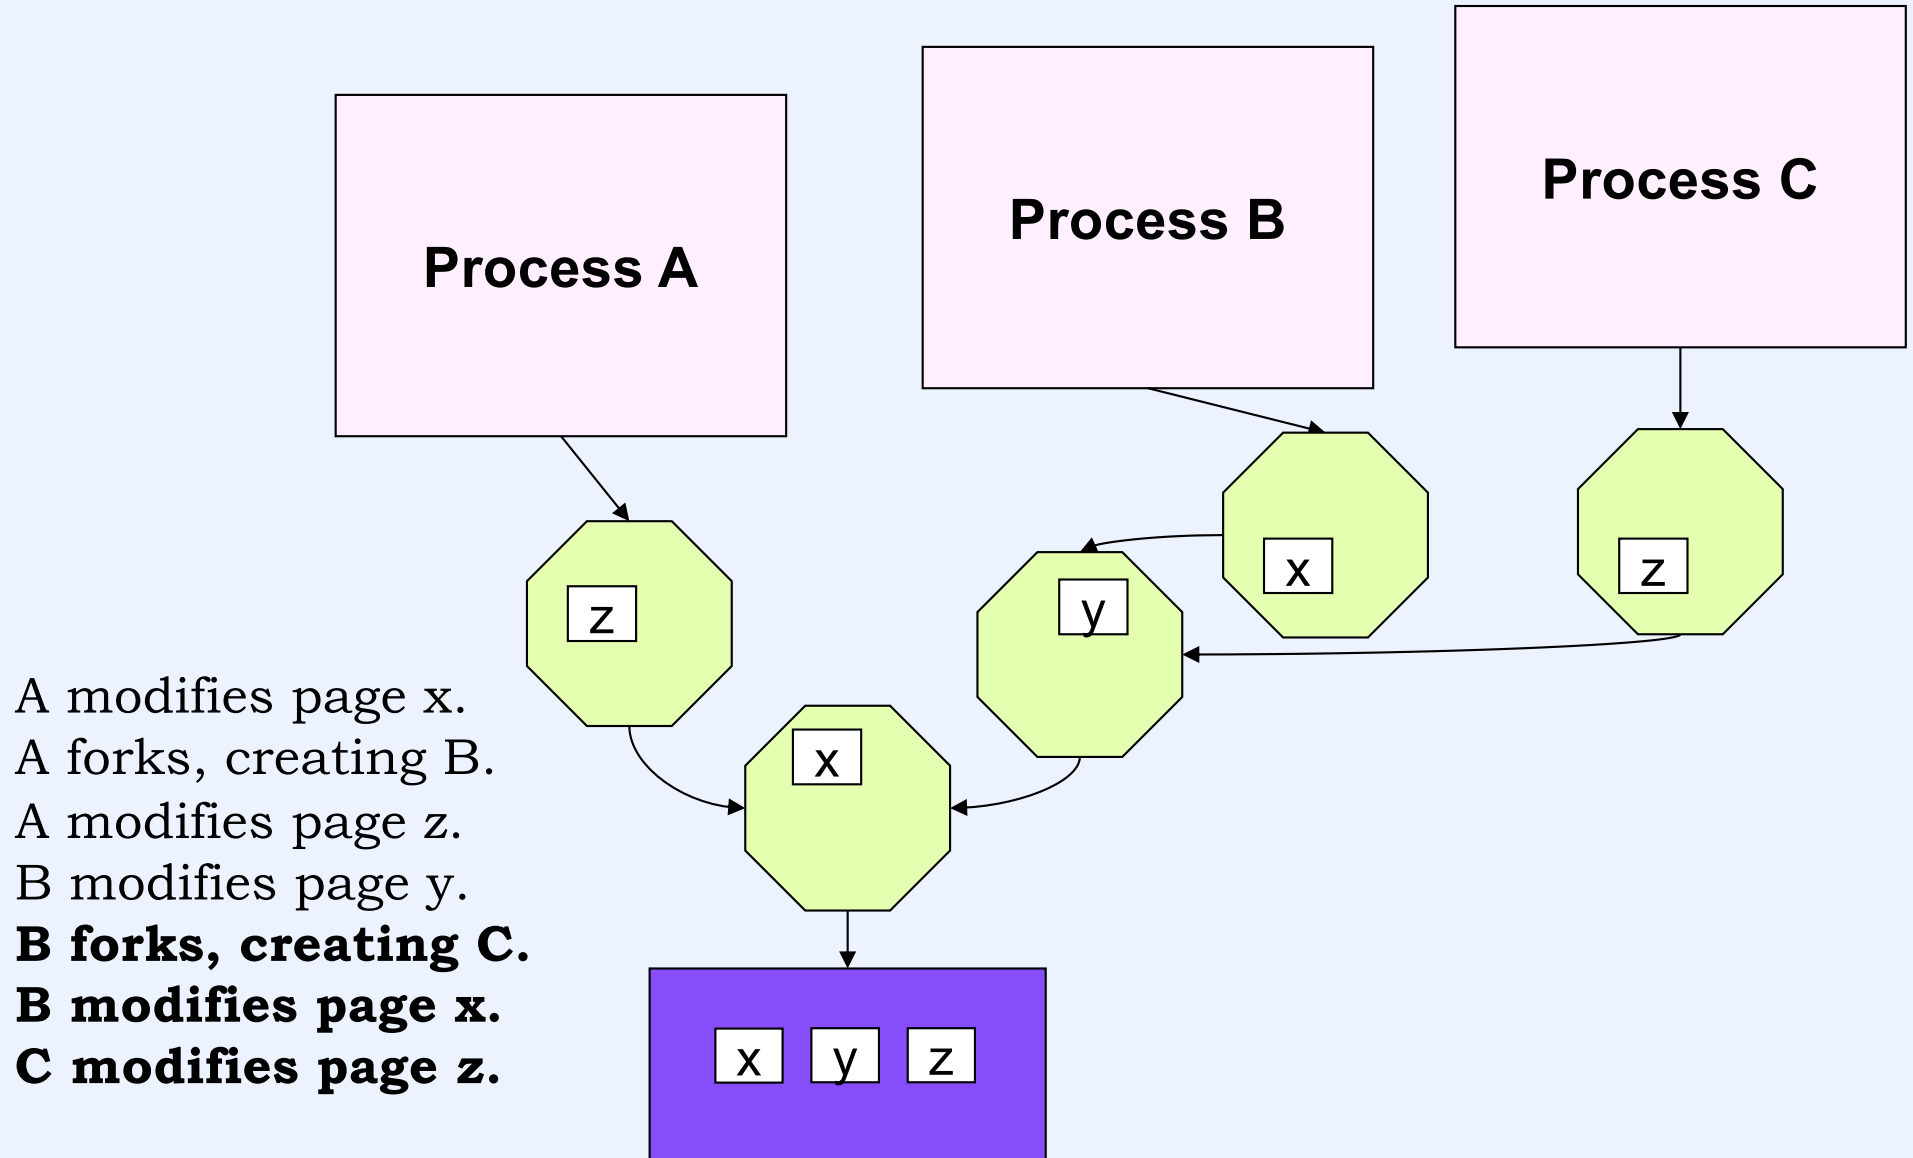 Process C
Process B
Process A
x
z
y
z
x
A modifies page x.
A forks, creating B.
A modifies page z.
B modifies page y.
B forks, creating C.
B modifies page x.
C modifies page z.
x y z